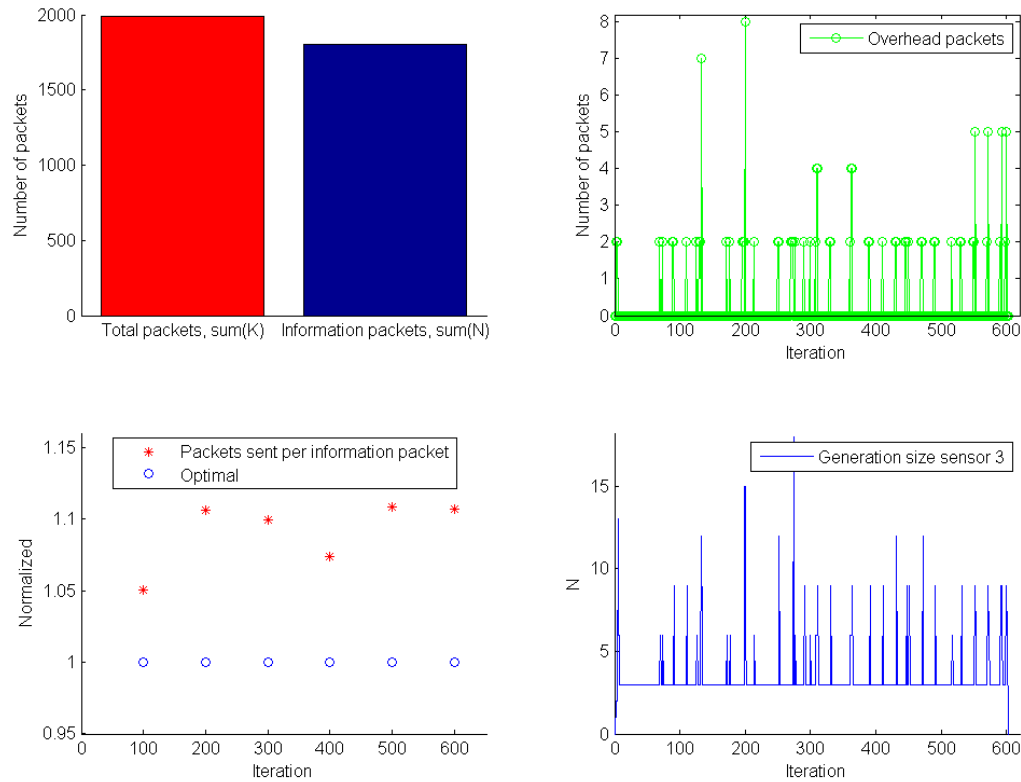 2000
1500
1000
500
0
Number of packets
Total packets, sum(K)
Information packets, sum(N)
8
7
6
5
4
3
2
1
0
Number of packets
Overhead packets
0 100 200 300 400 500 600
Iteration
1.15
1.1
1.05
1
0.95
Normalized
Packets sent per information packet
Optimal
0 100 200 300 400 500 600
Iteration
15
10
5
0
N
Generation size sensor 3
0 100 200 300 400 500 600
Iteration